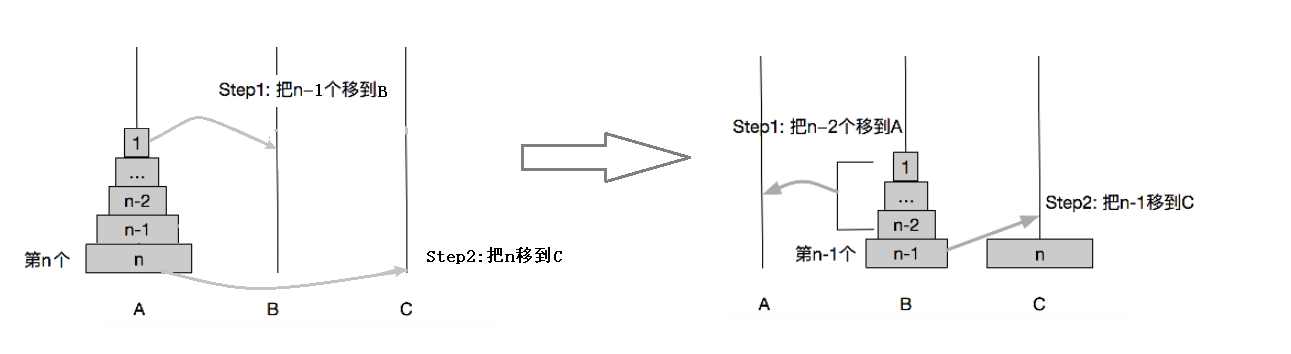 Step1: 把n-1个移到B
1
...
n-2
n-1
第n个
n
Step2:把n移到C
A
B
C
Step1: 把n-2个移到A
1
...
n-2
Step2: 把n-1移到C
第n-1个
n-1
n
A
B
C